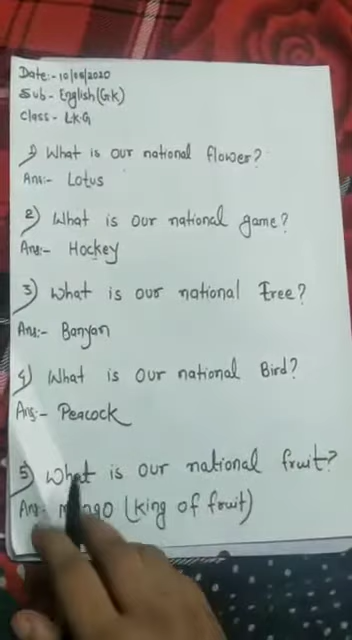 Date:- 10/06/2020
Sub - English(GK)
Class - LKG
1) What is our national flower?
Ans:- Lotus
2) What is our national game?
Ans:- Hockey
3) What is our national Tree?
Ans:- Banyan
4) What is our national Bird?
Ans:- Peacock
5) What is our national fruit?
Ans:- mango (king of fruit)